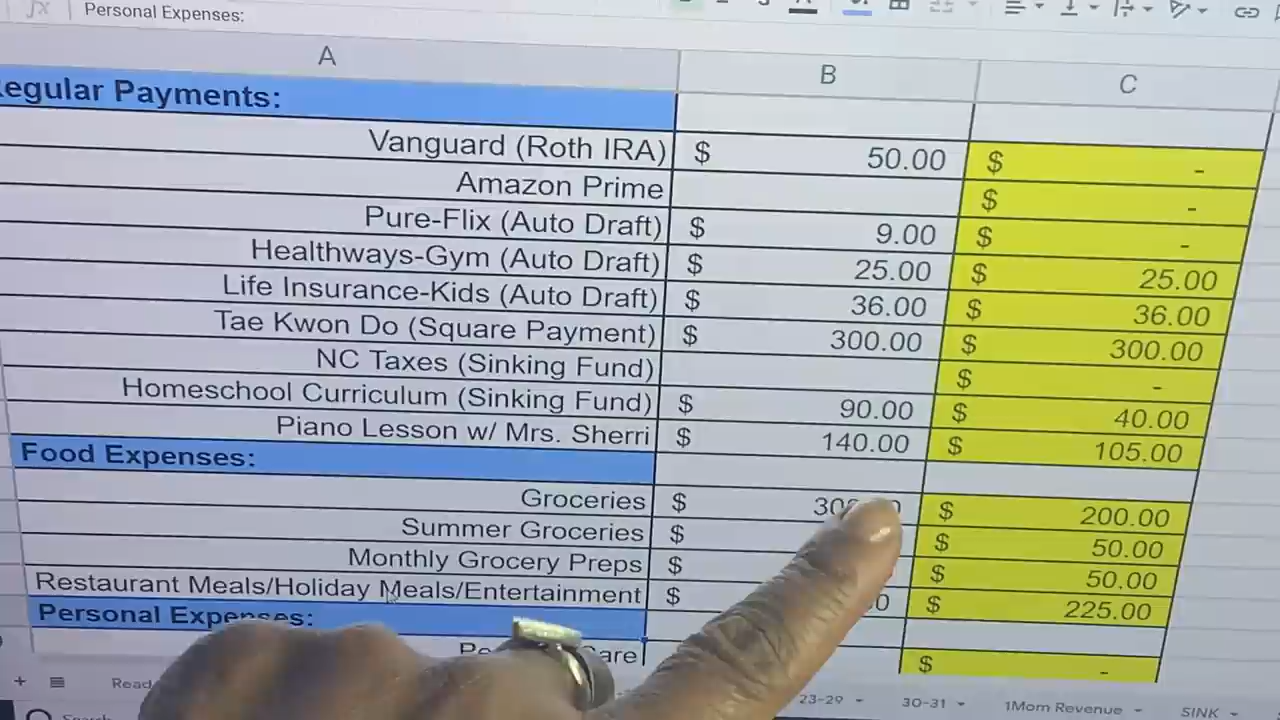 fx Personal Expenses:
A B C
egular Payments:
Vanguard (Roth IRA) $ 50.00 $ -
Amazon Prime $ -
Pure-Flix (Auto Draft) $ 9.00 $ -
Healthways-Gym (Auto Draft) $ 25.00 $ 25.00
Life Insurance-Kids (Auto Draft) $ 36.00 $ 36.00
Tae Kwon Do (Square Payment) $ 300.00 $ 300.00
NC Taxes (Sinking Fund) $ -
Homeschool Curriculum (Sinking Fund) $ 90.00 $ 40.00
Piano Lesson w/ Mrs. Sherri $ 140.00 $ 105.00
Food Expenses:
Groceries $ $ 200.00
Summer Groceries $ $ 50.00
Monthly Grocery Preps $ $ 50.00
Restaurant Meals/Holiday Meals/Entertainment $ $ 225.00
Personal Expenses:
$ -
+ Read 23-29 30-31 1Mom Revenue SINK